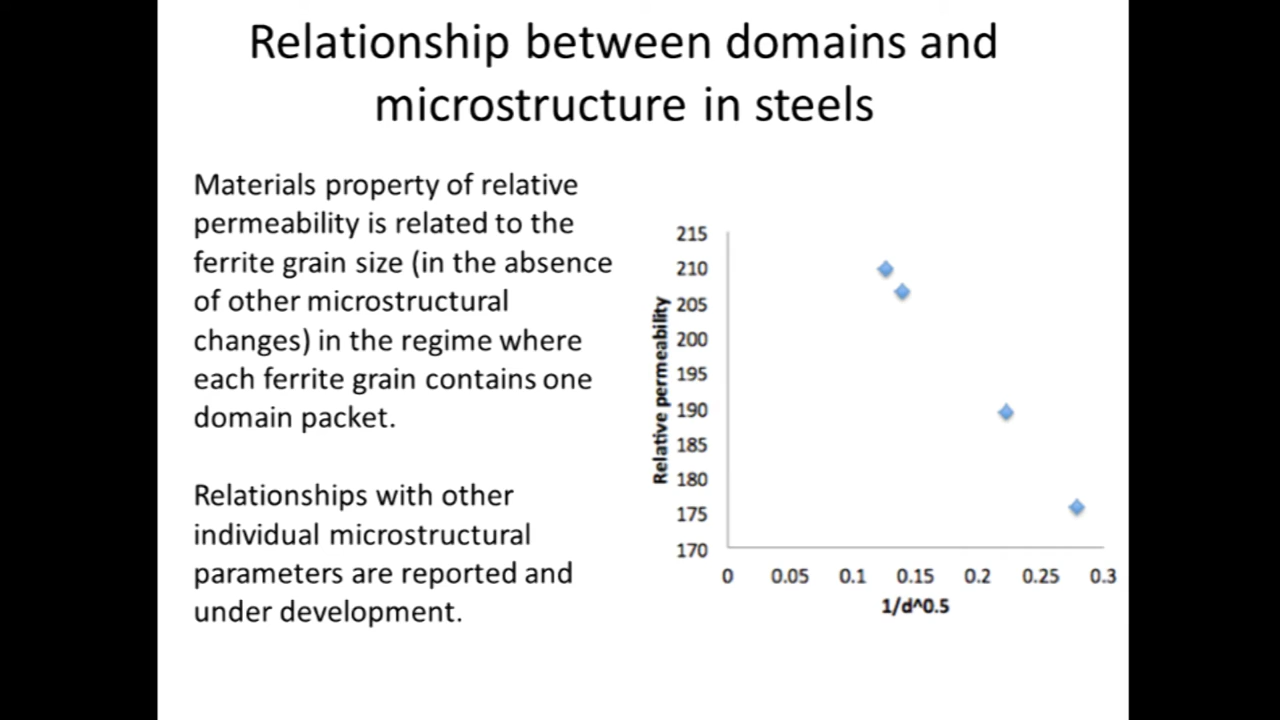 Relationship between domains and
microstructure in steels
Materials property of relative
permeability is related to the
ferrite grain size (in the absence
of other microstructural
changes) in the regime where
each ferrite grain contains one
domain packet.
Relationships with other
individual microstructural
parameters are reported and
under development.
Relative permeability
215
210
205
200
195
190
185
180
175
170
0 0.05 0.1 0.15 0.2 0.25 0.3
1/d^0.5